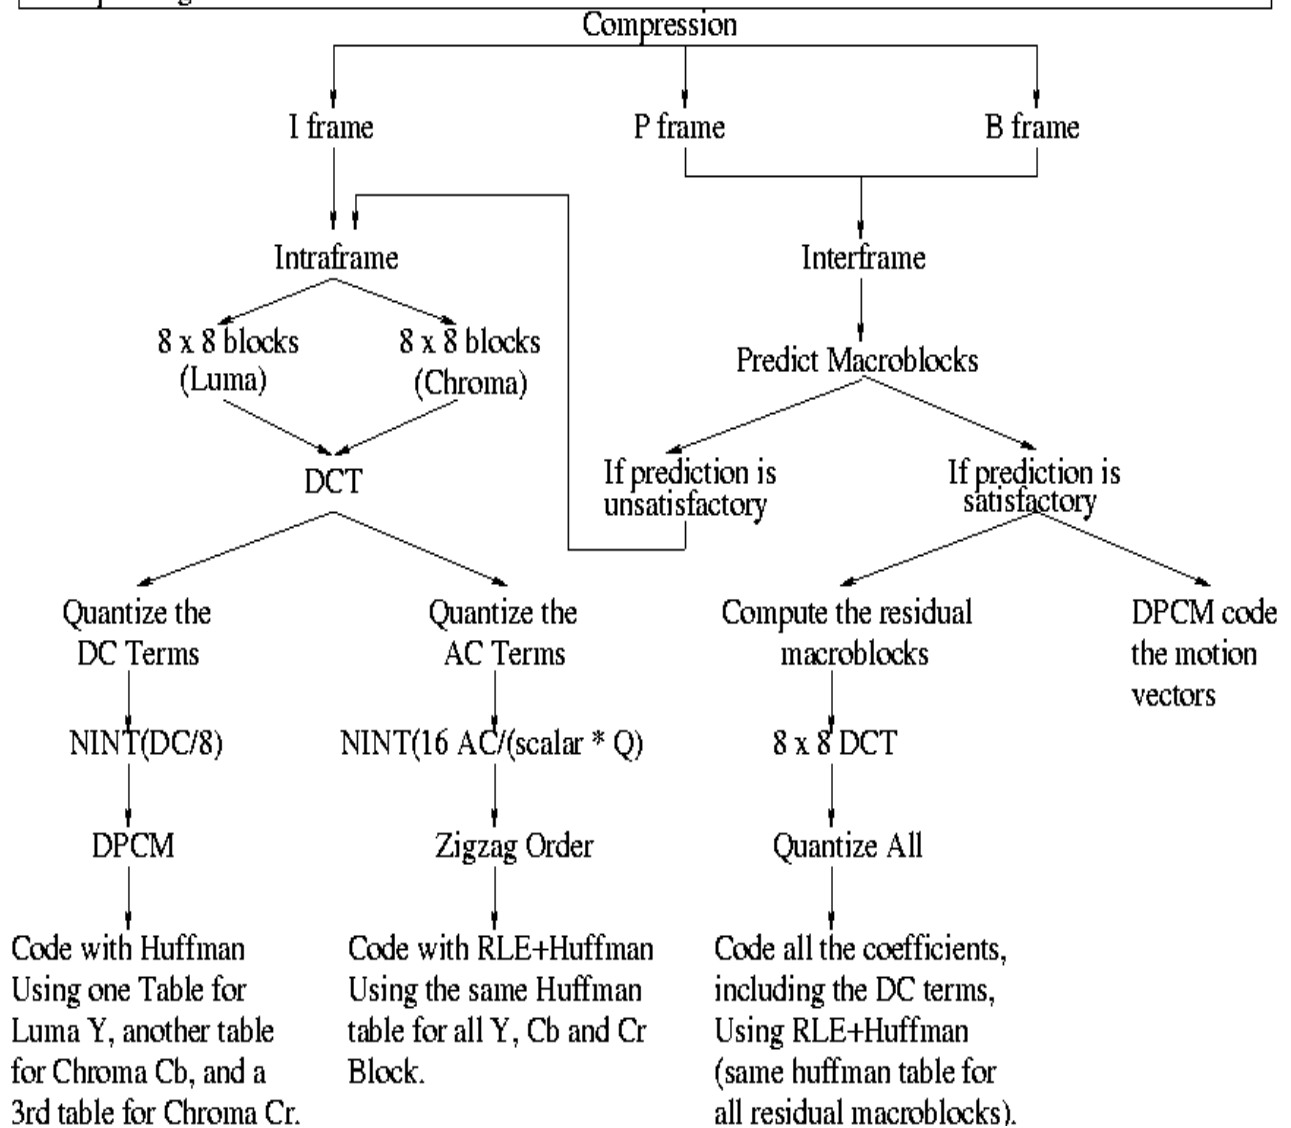 Compression
I frame
P frame
B frame
Intraframe
Interframe
8 x 8 blocks
(Luma)
8 x 8 blocks
(Chroma)
Predict Macroblocks
DCT
If prediction is
unsatisfactory
If prediction is
satisfactory
Quantize the
DC Terms
Quantize the
AC Terms
Compute the residual
macroblocks
DPCM code
the motion
vectors
NINT(DC/8)
NINT(16 AC/(scalar * Q)
8 x 8 DCT
DPCM
Zigzag Order
Quantize All
Code with Huffman
Using one Table for
Luma Y, another table
for Chroma Cb, and a
3rd table for Chroma Cr.
Code with RLE+Huffman
Using the same Huffman
table for all Y, Cb and Cr
Block.
Code all the coefficients,
including the DC terms,
Using RLE+Huffman
(same huffman table for
all residual macroblocks).